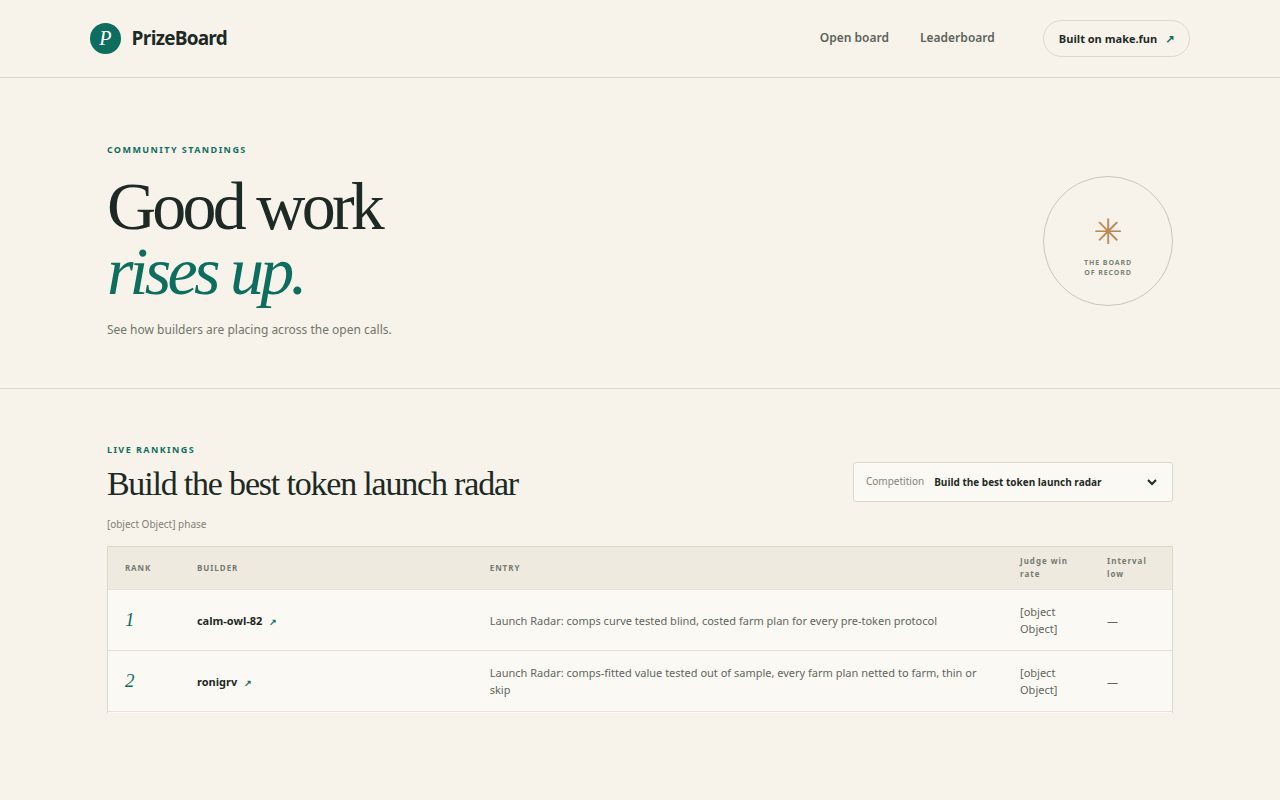 P PrizeBoard
Open board
Leaderboard
Built on make.fun ↗
COMMUNITY STANDINGS
Good work
rises up.
See how builders are placing across the open calls.
THE BOARD
OF RECORD
LIVE RANKINGS
Build the best token launch radar
Competition Build the best token launch radar
[object Object] phase
RANK BUILDER ENTRY Judge win rate Interval low
1 calm-owl-82 ↗ Launch Radar: comps curve tested blind, costed farm plan for every pre-token protocol [object Object] —
2 ronigrv ↗ Launch Radar: comps-fitted value tested out of sample, every farm plan netted to farm, thin or skip [object Object] —